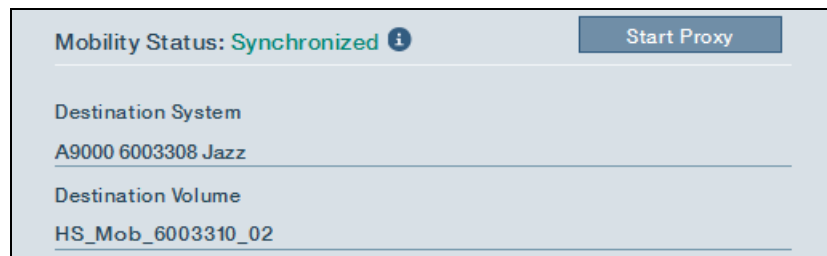 Mobility Status: Synchronized i Start Proxy
Destination System
A9000 6003308 Jazz
Destination Volume
HS_Mob_6003310_02